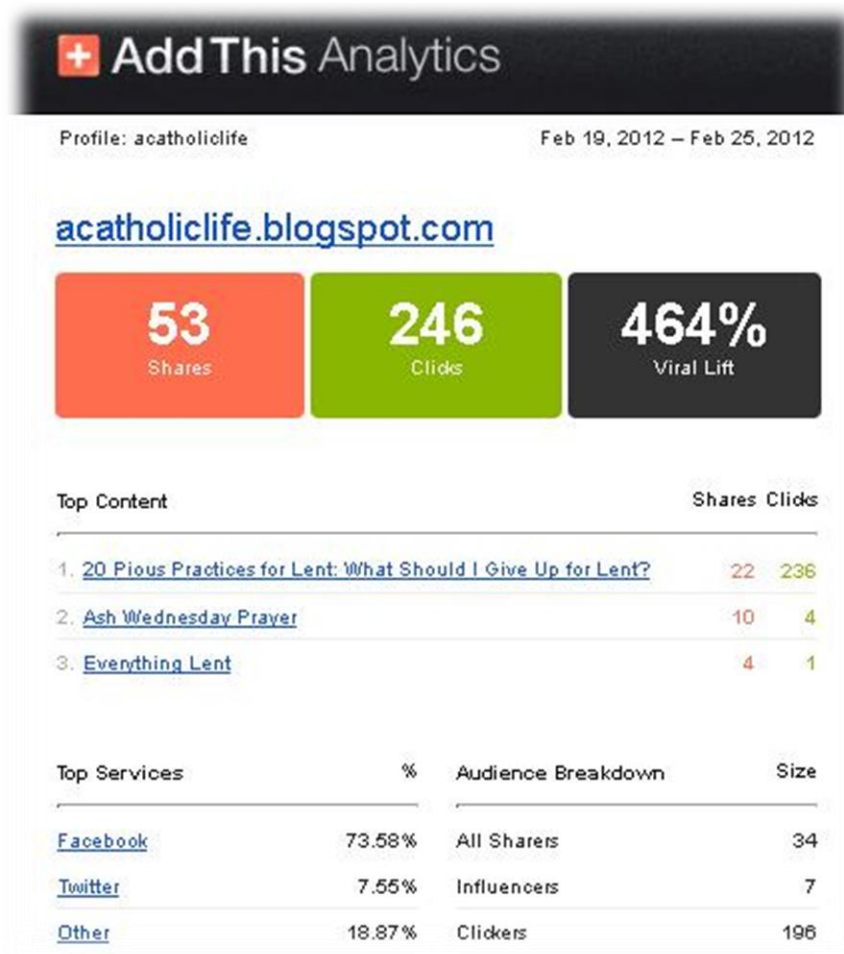 AddThis Analytics
Profile: acatholiclife Feb 19, 2012 – Feb 25, 2012
acatholiclife.blogspot.com
53 246 464%
Shares Clicks Viral Lift
Top Content Shares Clicks
1. 20 Pious Practices for Lent: What Should I Give Up for Lent? 22 236
2. Ash Wednesday Prayer 10 4
3. Everything Lent 4 1
Top Services % Audience Breakdown Size
Facebook 73.58% All Sharers 34
Twitter 7.55% Influencers 7
Other 18.87% Clickers 196